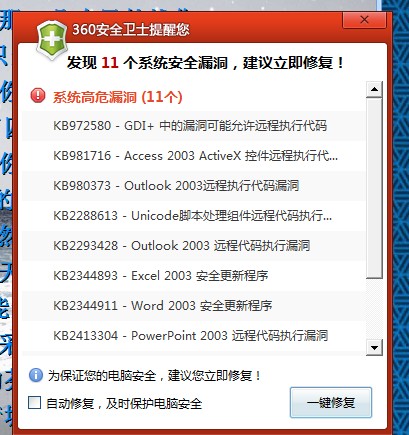 360安全卫士提醒您
发现 11 个系统安全漏洞，建议立即修复！
系统高危漏洞 (11个)
KB972580 - GDI+ 中的漏洞可能允许远程执行代码
KB981716 - Access 2003 ActiveX 控件远程执行代...
KB980373 - Outlook 2003远程执行代码漏洞
KB2288613 - Unicode脚本处理组件远程代码执行...
KB2293428 - Outlook 2003 远程代码执行漏洞
KB2344893 - Excel 2003 安全更新程序
KB2344911 - Word 2003 安全更新程序
KB2413304 - PowerPoint 2003 远程代码执行漏洞
为保证您的电脑安全，建议您立即修复！
自动修复，及时保护电脑安全
一键修复